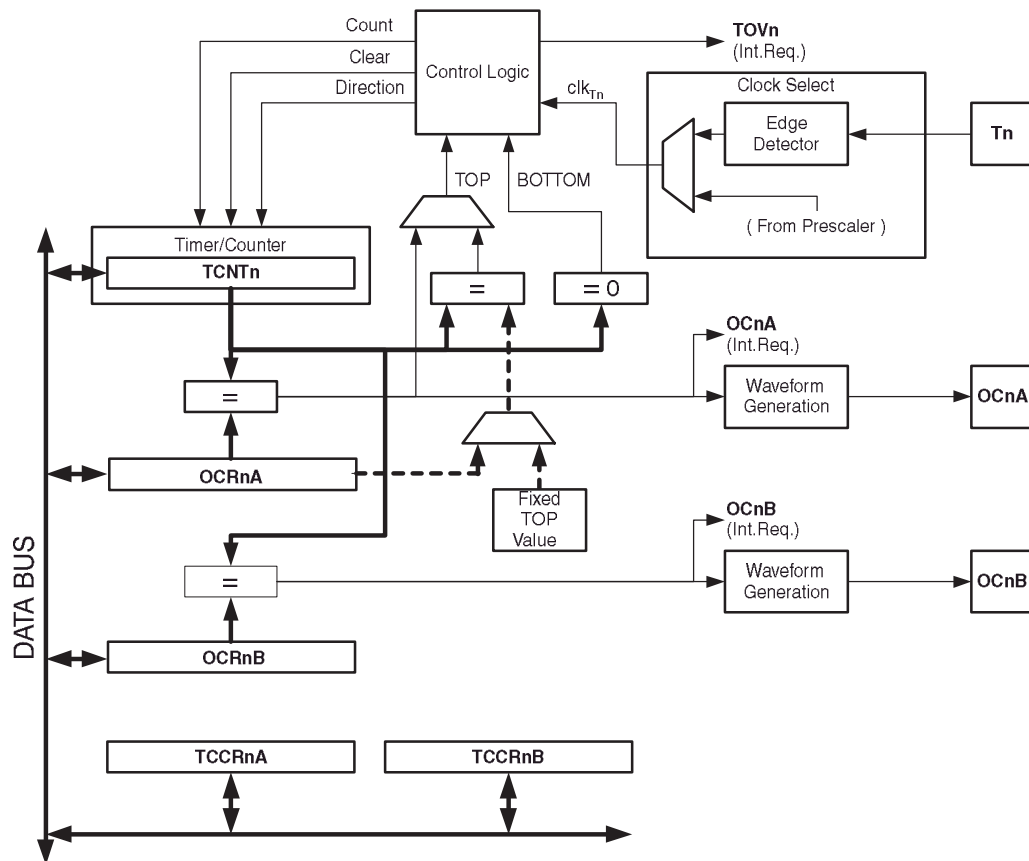 Count
Clear
Direction
Control Logic
TOVn
(Int.Req.)
clkTn
Clock Select
Edge
Detector
Tn
( From Prescaler )
TOP
BOTTOM
Timer/Counter
TCNTn
=
= 0
OCnA
(Int.Req.)
=
Waveform
Generation
OCnA
OCRnA
Fixed
TOP
Value
OCnB
(Int.Req.)
=
Waveform
Generation
OCnB
OCRnB
DATA BUS
TCCRnA
TCCRnB